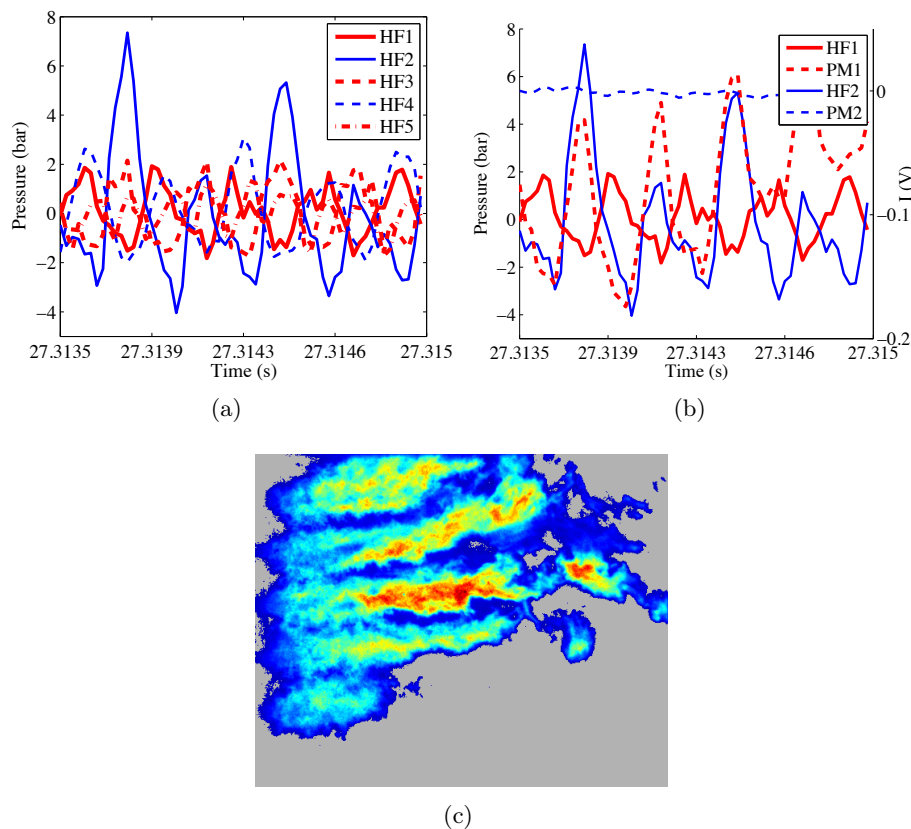 8
6
4
2
0
−2
−4
Pressure (bar)
27.3135
27.3139
27.3143
27.3146
27.315
Time (s)
HF1
HF2
HF3
HF4
HF5
(a)
8
6
4
2
0
−2
−4
Pressure (bar)
27.3135
27.3139
27.3143
27.3146
27.315
Time (s)
HF1
PM1
HF2
PM2
0
−0.1
−0.2
I (V)
(b)
(c)